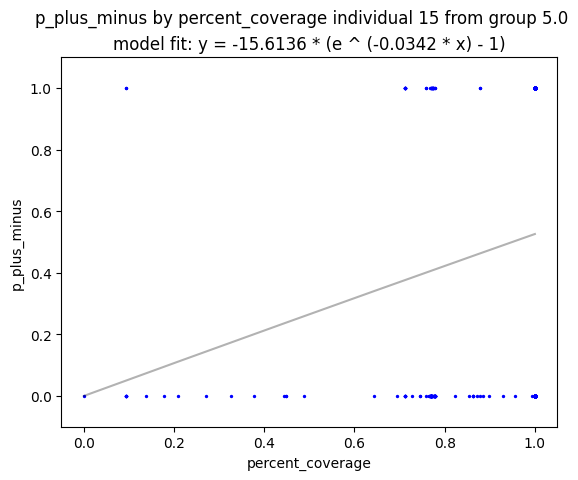 p_plus_minus by percent_coverage individual 15 from group 5.0
model fit: y = -15.6136 * (e ^ (-0.0342 * x) - 1)
1.0
0.8
0.6
0.4
0.2
0.0
p_plus_minus
0.0 0.2 0.4 0.6 0.8 1.0
percent_coverage